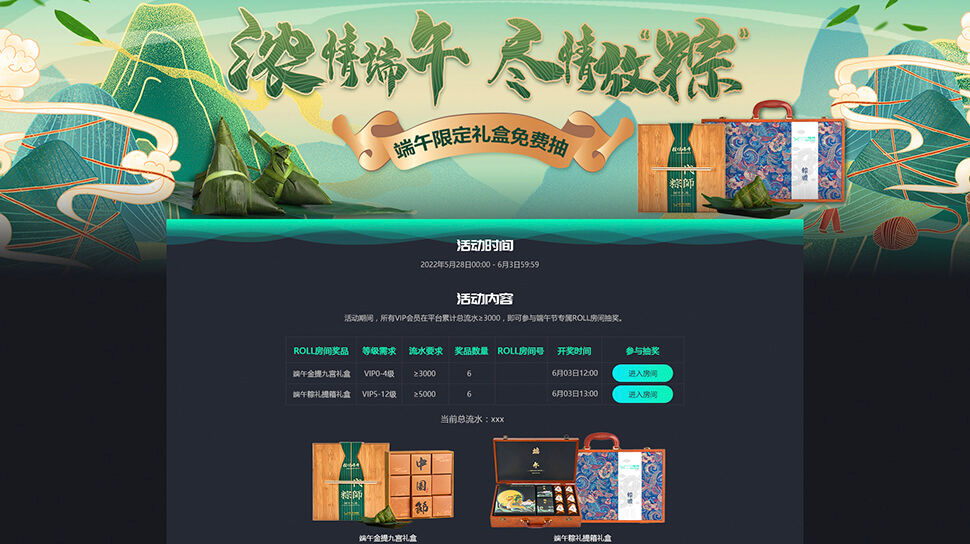 浓情端午 尽情放“粽”
端午限定礼盒免费抽
一代
粽師
活动时间
2022年5月28日00:00 - 6月3日59:59
活动内容
活动期间，所有VIP会员在平台累计总流水≥3000，即可参与端午节专属ROLL房间抽奖。
ROLL房间奖品 等级需求 流水要求 奖品数量 ROLL房间号 开奖时间 参与抽奖
端午金提九宫礼盒 VIP0-4级 ≥3000 6 6月03日12:00 进入房间
端午粽礼提箱礼盒 VIP5-12级 ≥5000 6 6月03日13:00 进入房间
当前总流水：xxx
一代
粽師
中
國
節
端
午
端午金提九宫礼盒 端午粽礼提箱礼盒